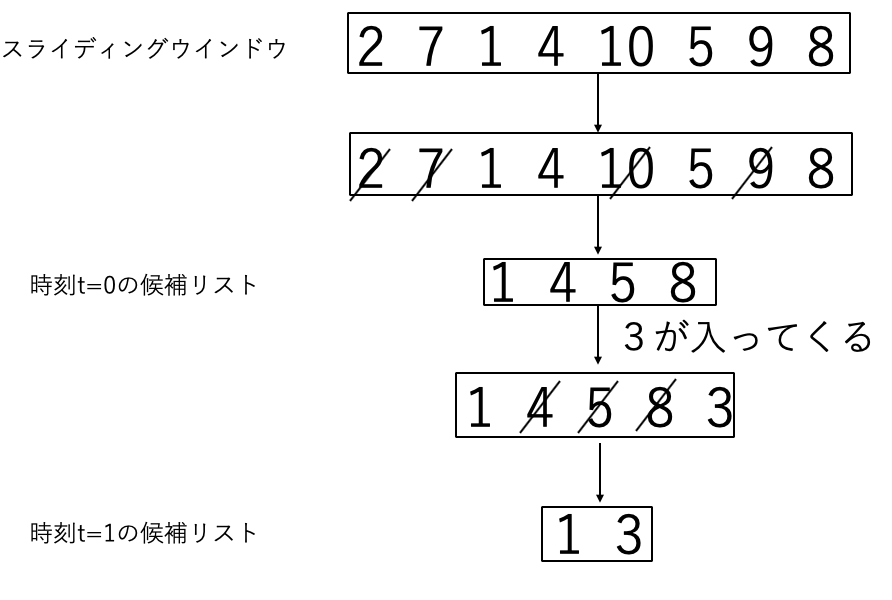 スライディングウインドウ 2 7 1 4 10 5 9 8
2 7 1 4 10 5 9 8
時刻t=0の候補リスト 1 4 5 8
3が入ってくる
1 4 5 8 3
時刻t=1の候補リスト 1 3